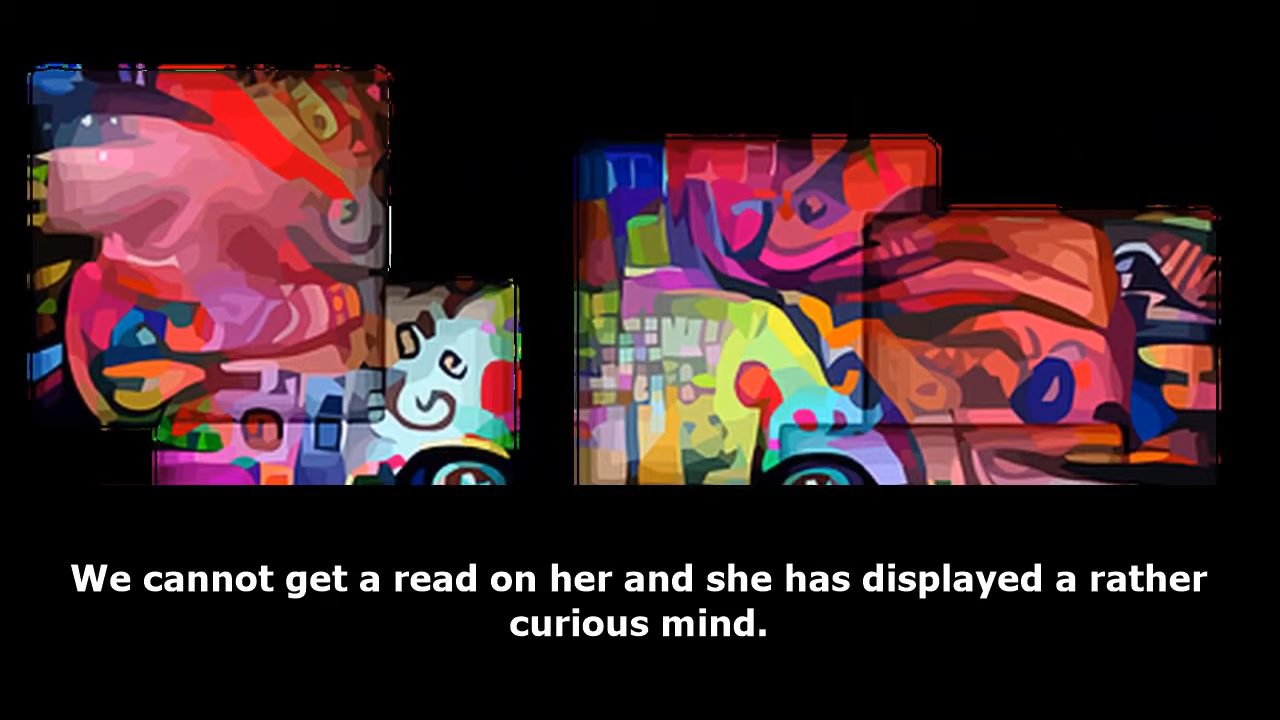 We cannot get a read on her and she has displayed a rather
curious mind.